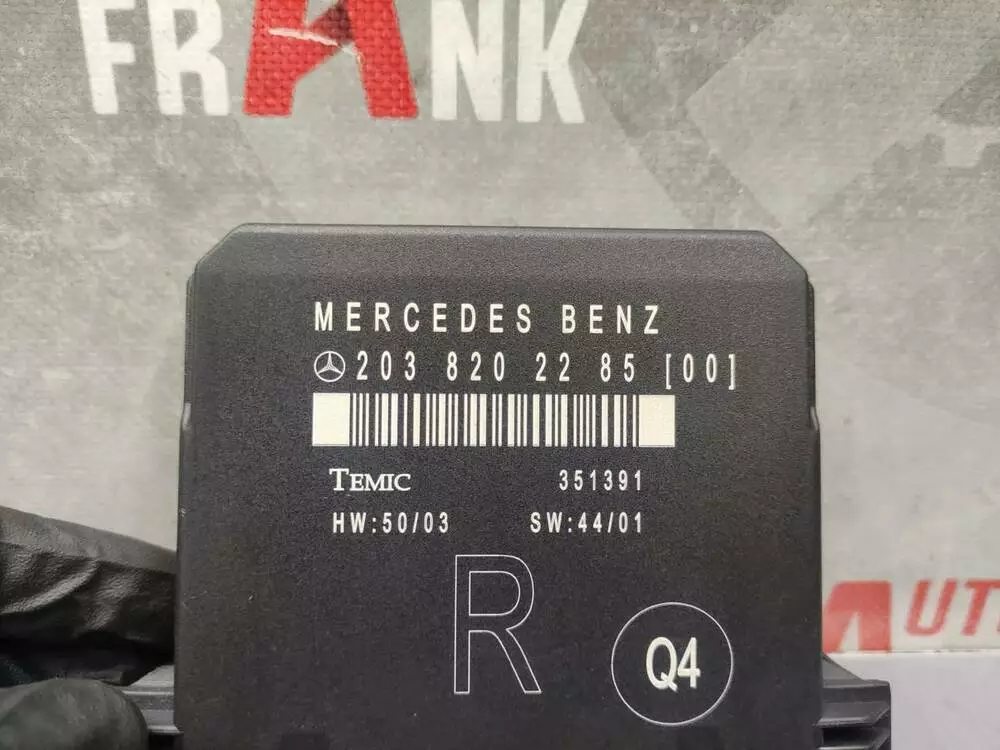 FRANK
MERCEDES BENZ
203 820 22 85 [00]
TEMIC 351391
HW:50/03 SW:44/01
R
Q4